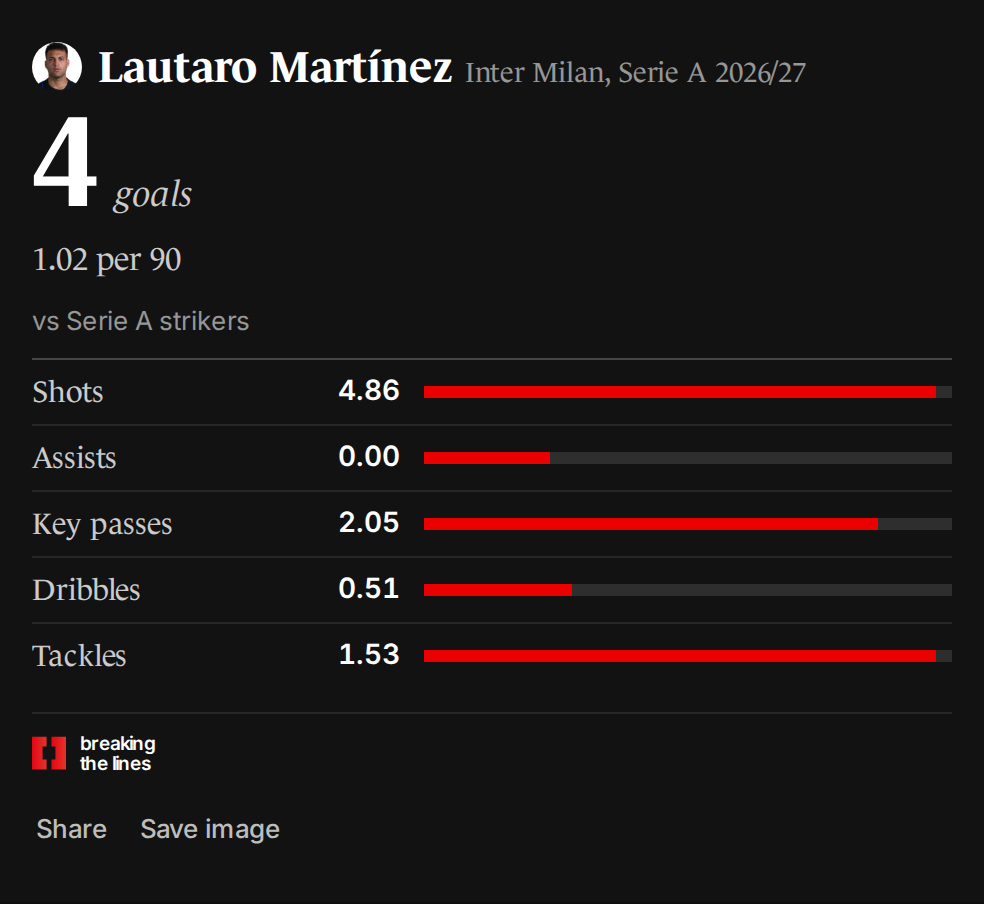 Lautaro Martínez Inter Milan, Serie A 2026/27
4 goals
1.02 per 90
vs Serie A strikers
Shots 4.86
Assists 0.00
Key passes 2.05
Dribbles 0.51
Tackles 1.53
breaking
the lines
Share Save image